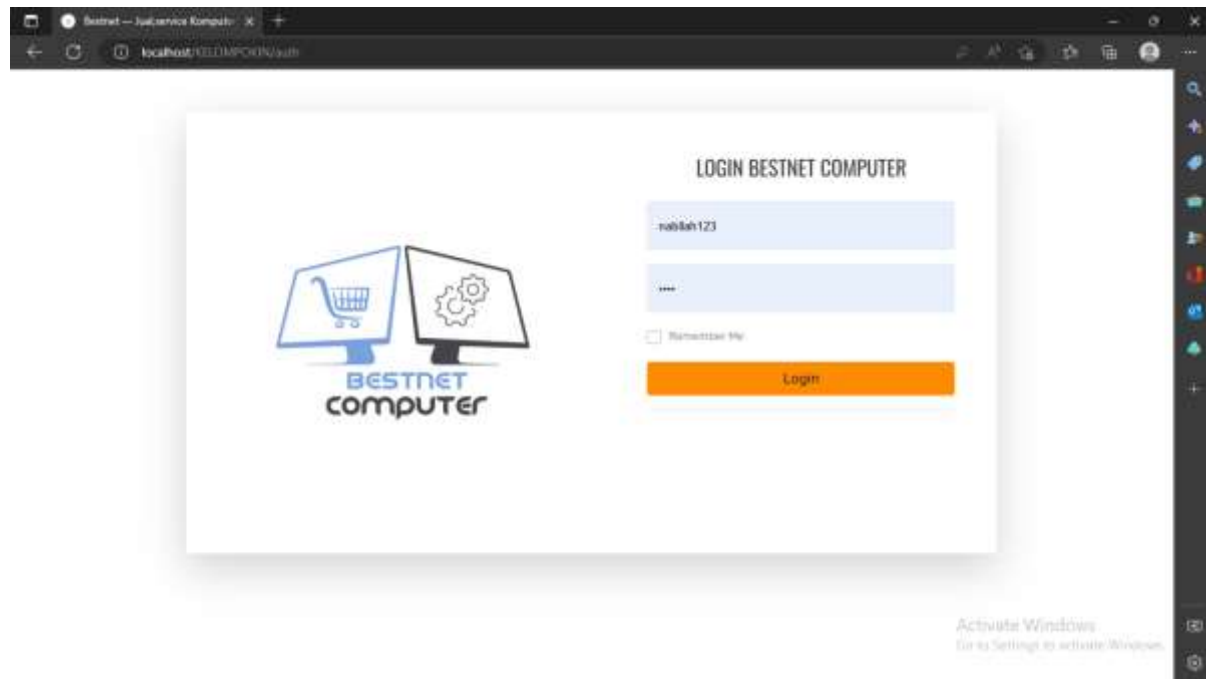 Bestnet — Jual,service Kompute
localhost/KELOMPOKIN/auth
LOGIN BESTNET COMPUTER
nabilah123
••••
Remember Me
Login
BESTNET
COMPUTER
Activate Windows
Go to Settings to activate Windows.